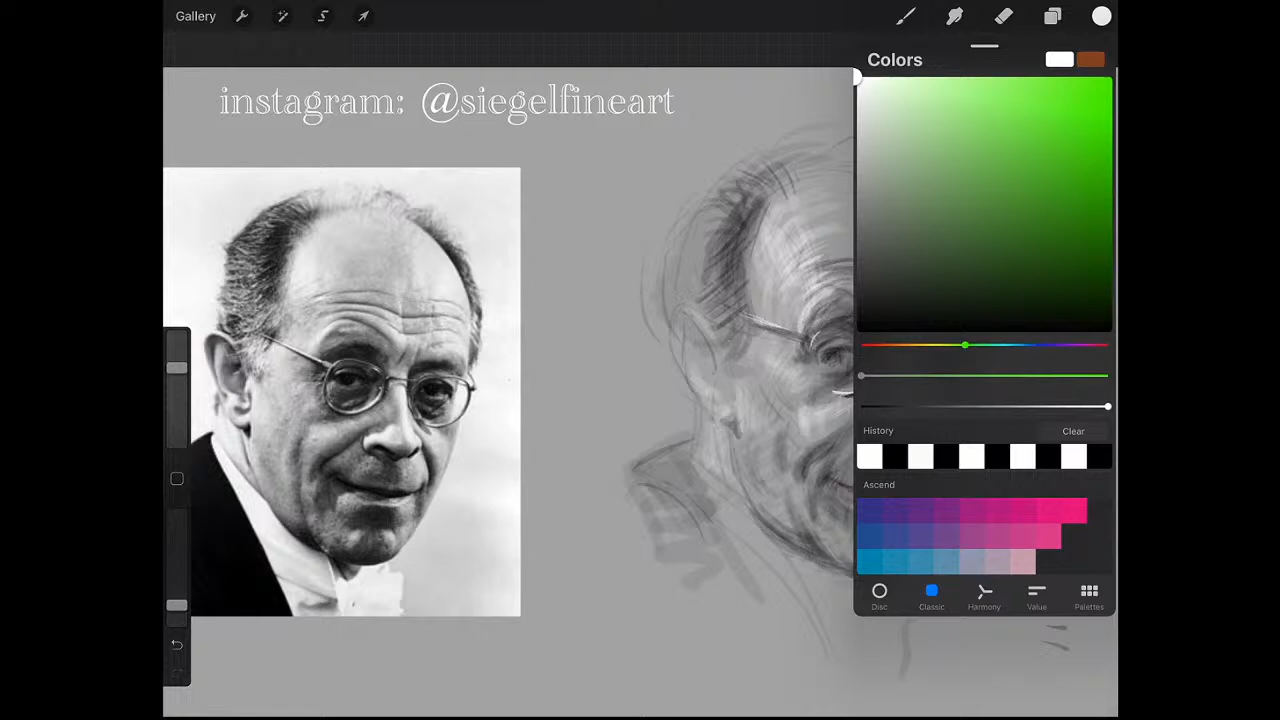 Gallery
Colors
instagram: @siegelfineart
History
Clear
Ascend
Disc
Classic
Harmony
Value
Palettes